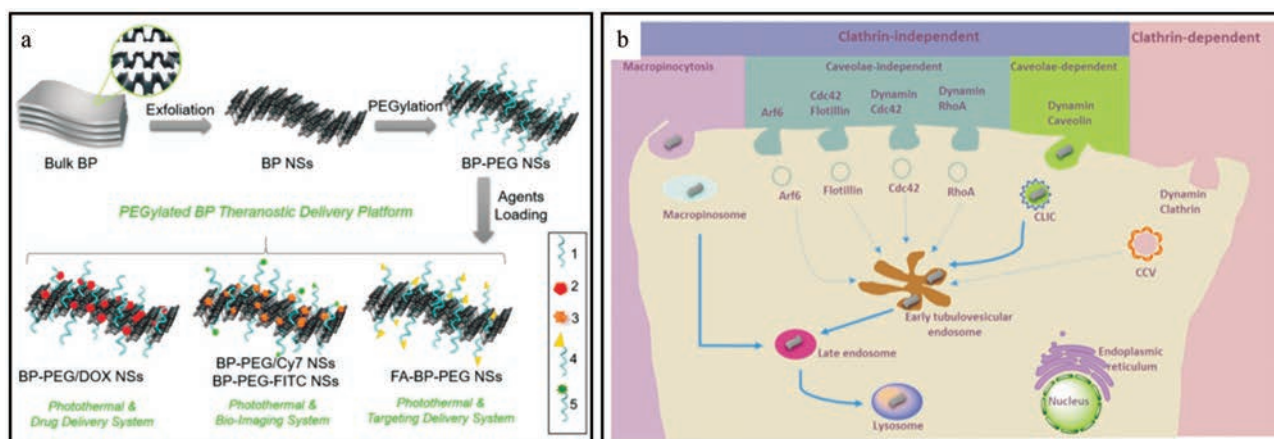 a
Bulk BP
Exfoliation
BP NSs
PEGylation
BP-PEG NSs
Agents
Loading
PEGylated BP Theranostic Delivery Platform
1
2
3
4
5
BP-PEG/DOX NSs
Photothermal &
Drug Delivery System
BP-PEG/Cy7 NSs
BP-PEG-FITC NSs
Photothermal &
Bio-Imaging System
FA-BP-PEG NSs
Photothermal &
Targeting Delivery System
b
Clathrin-independent
Clathrin-dependent
Macropinocytosis
Caveolae-independent
Caveolae-dependent
Arf6
Cdc42
Flotillin
Dynamin
Cdc42
Dynamin
RhoA
Dynamin
Caveolin
Macropinosome
Arf6
Flotillin
Cdc42
RhoA
CLIC
Dynamin
Clathrin
CCV
Early tubulovesicular
endosome
Late endosome
Lysosome
Endoplasmic
reticulum
Nucleus